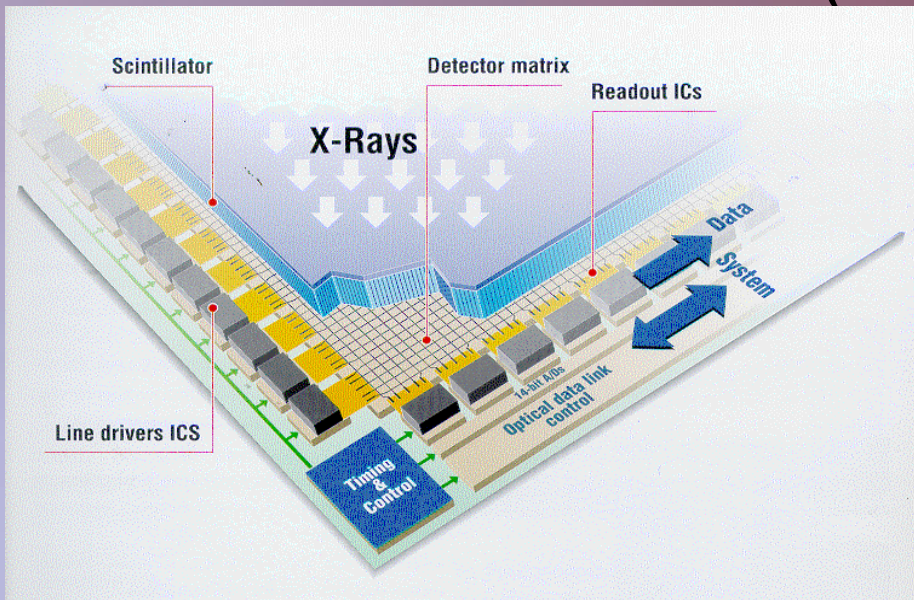 Scintillator
Detector matrix
Readout ICs
X-Rays
Data
System
14-bit A/Ds
Optical data link
control
Line drivers ICS
Timing
&
Control